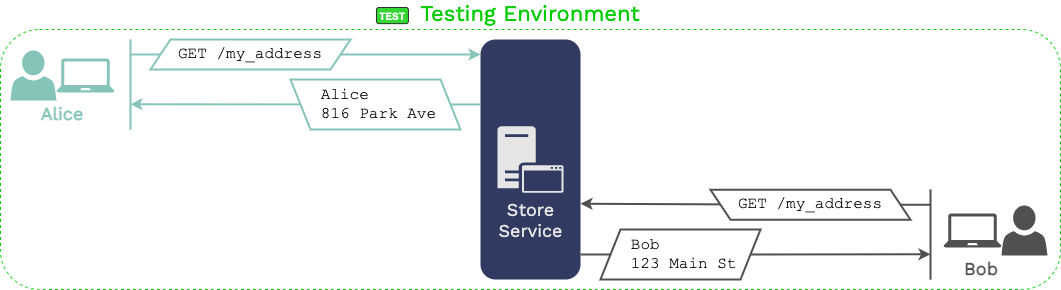 TEST Testing Environment
GET /my_address
Alice
816 Park Ave
Alice
Store
Service
GET /my_address
Bob
123 Main St
Bob